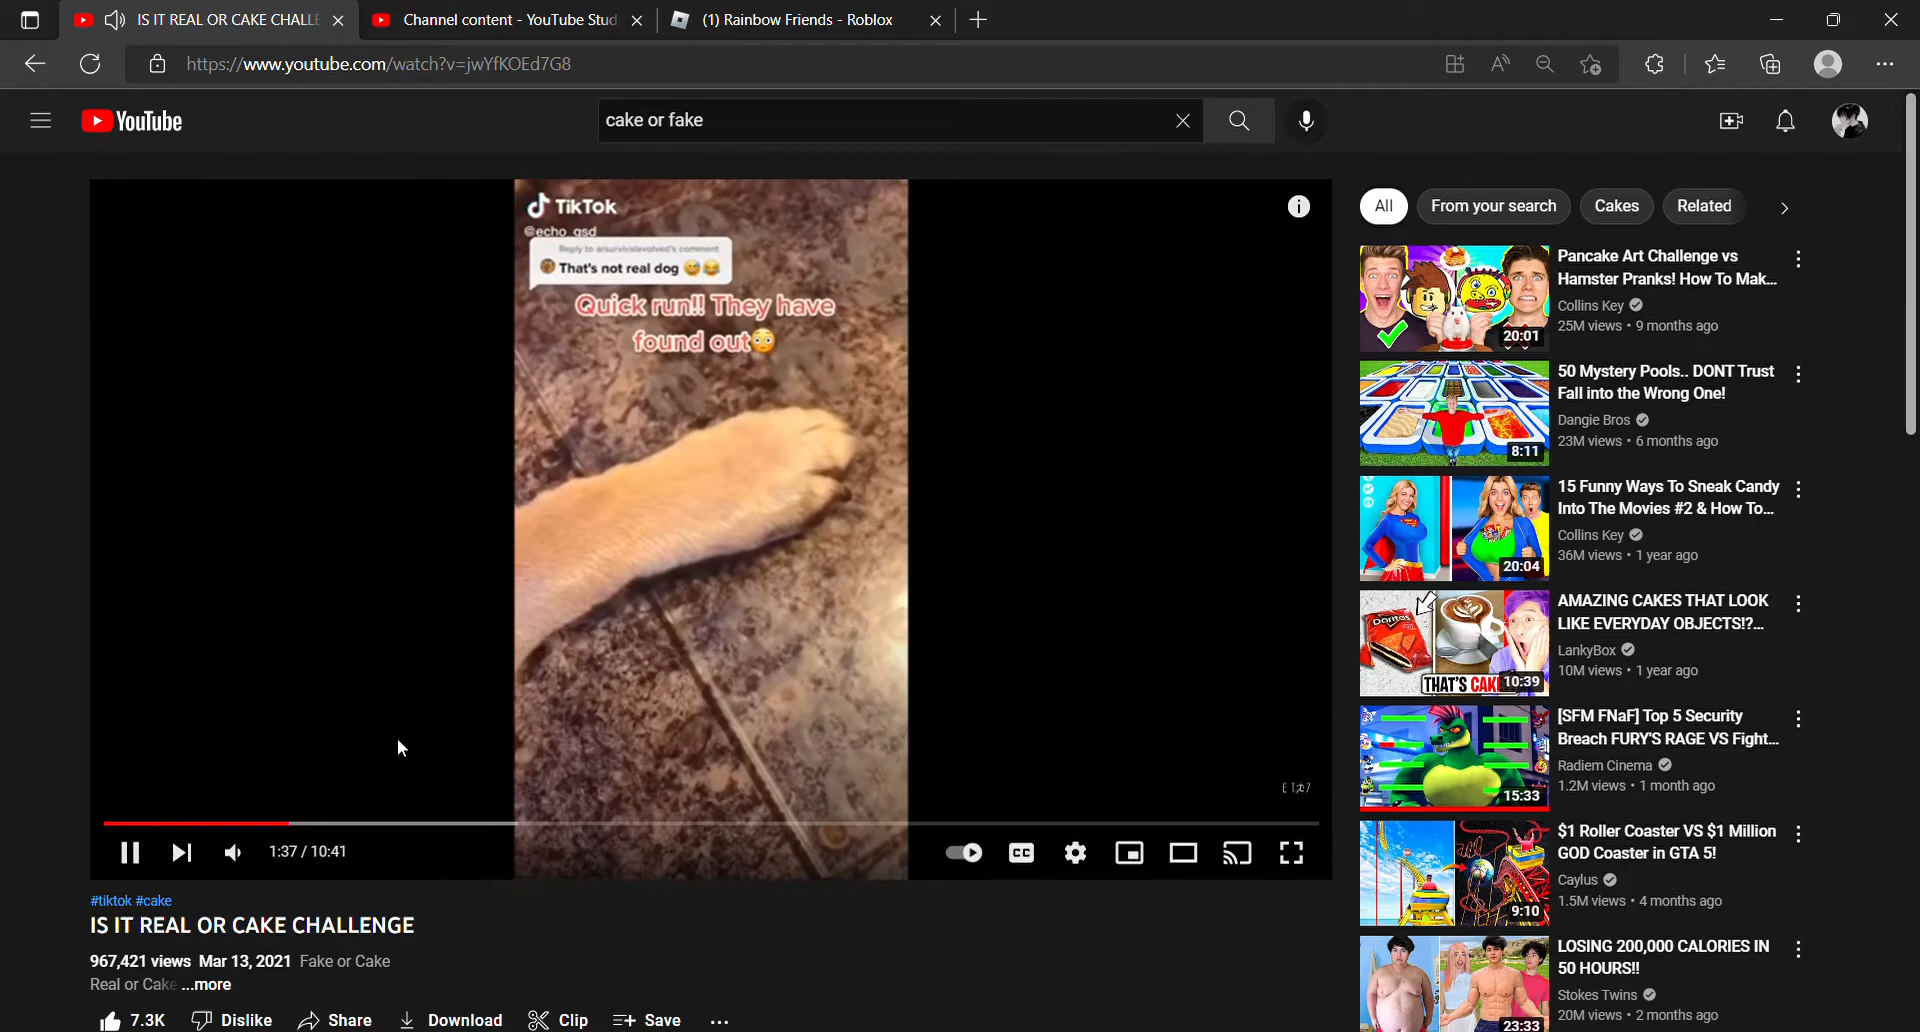 IS IT REAL OR CAKE CHALLE
Channel content - YouTube Stud
(1) Rainbow Friends - Roblox
https://www.youtube.com/watch?v=jwYfKOEd7G8
YouTube
cake or fake
TikTok
@echo_gsd
Reply to arsurvivalevolved's comment
That's not real dog 😅😂
Quick run!! They have
found out😳
1:37 / 10:41
CC
#tiktok #cake
IS IT REAL OR CAKE CHALLENGE
967,421 views Mar 13, 2021 Fake or Cake
Real or Cake ...more
7.3K Dislike Share Download Clip Save
All From your search Cakes Related
Pancake Art Challenge vs
Hamster Pranks! How To Mak...
Collins Key
25M views • 9 months ago
20:01
50 Mystery Pools.. DONT Trust
Fall into the Wrong One!
Dangie Bros
23M views • 6 months ago
8:11
15 Funny Ways To Sneak Candy
Into The Movies #2 & How To...
Collins Key
36M views • 1 year ago
20:04
AMAZING CAKES THAT LOOK
LIKE EVERYDAY OBJECTS!?...
LankyBox
10M views • 1 year ago
Doritos
THAT'S CAK
10:39
[SFM FNaF] Top 5 Security
Breach FURY'S RAGE VS Fight...
Radiem Cinema
1.2M views • 1 month ago
15:33
$1 Roller Coaster VS $1 Million
GOD Coaster in GTA 5!
Caylus
1.5M views • 4 months ago
9:10
LOSING 200,000 CALORIES IN
50 HOURS!!
Stokes Twins
20M views • 2 months ago
23:33